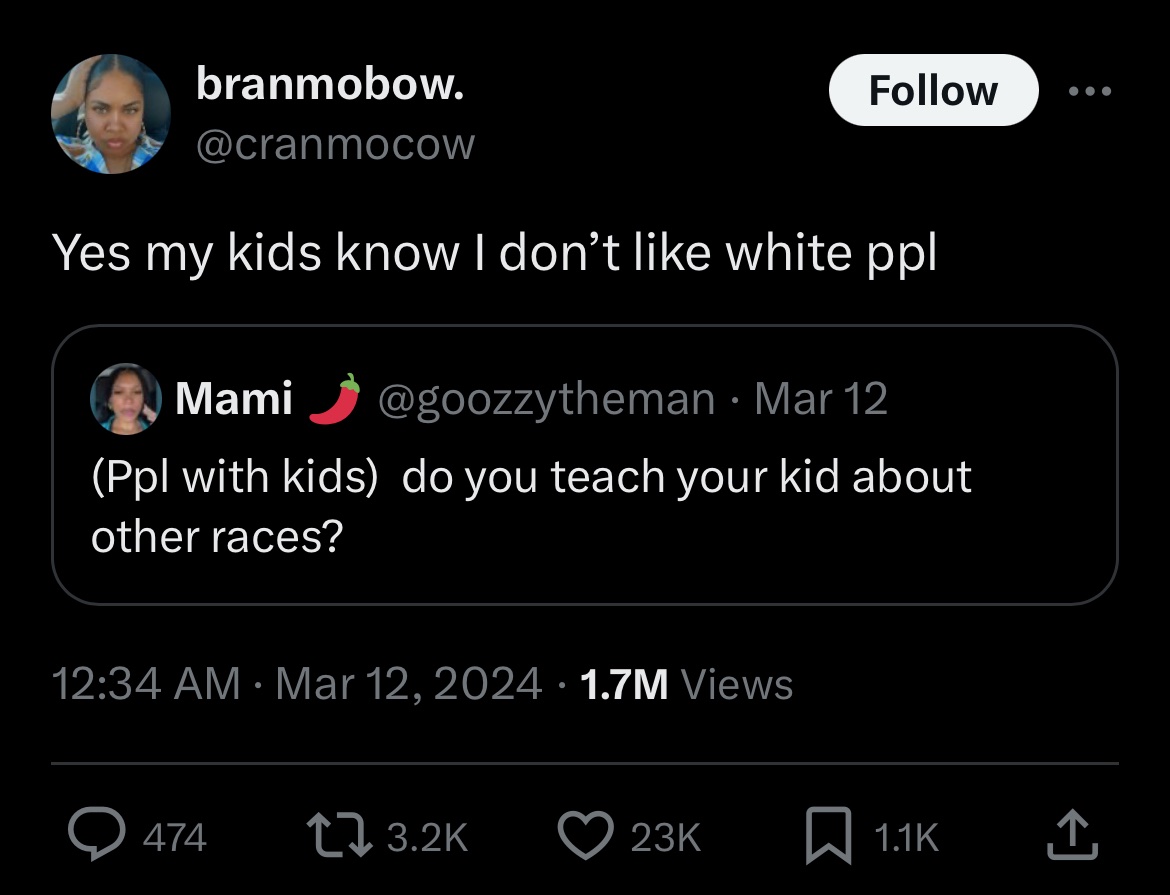 branmobow.
@cranmocow
Follow
Yes my kids know I don’t like white ppl
Mami 🌶️ @goozzytheman · Mar 12
(Ppl with kids)  do you teach your kid about
other races?
12:34 AM · Mar 12, 2024 · 1.7M Views
474 3.2K 23K 1.1K